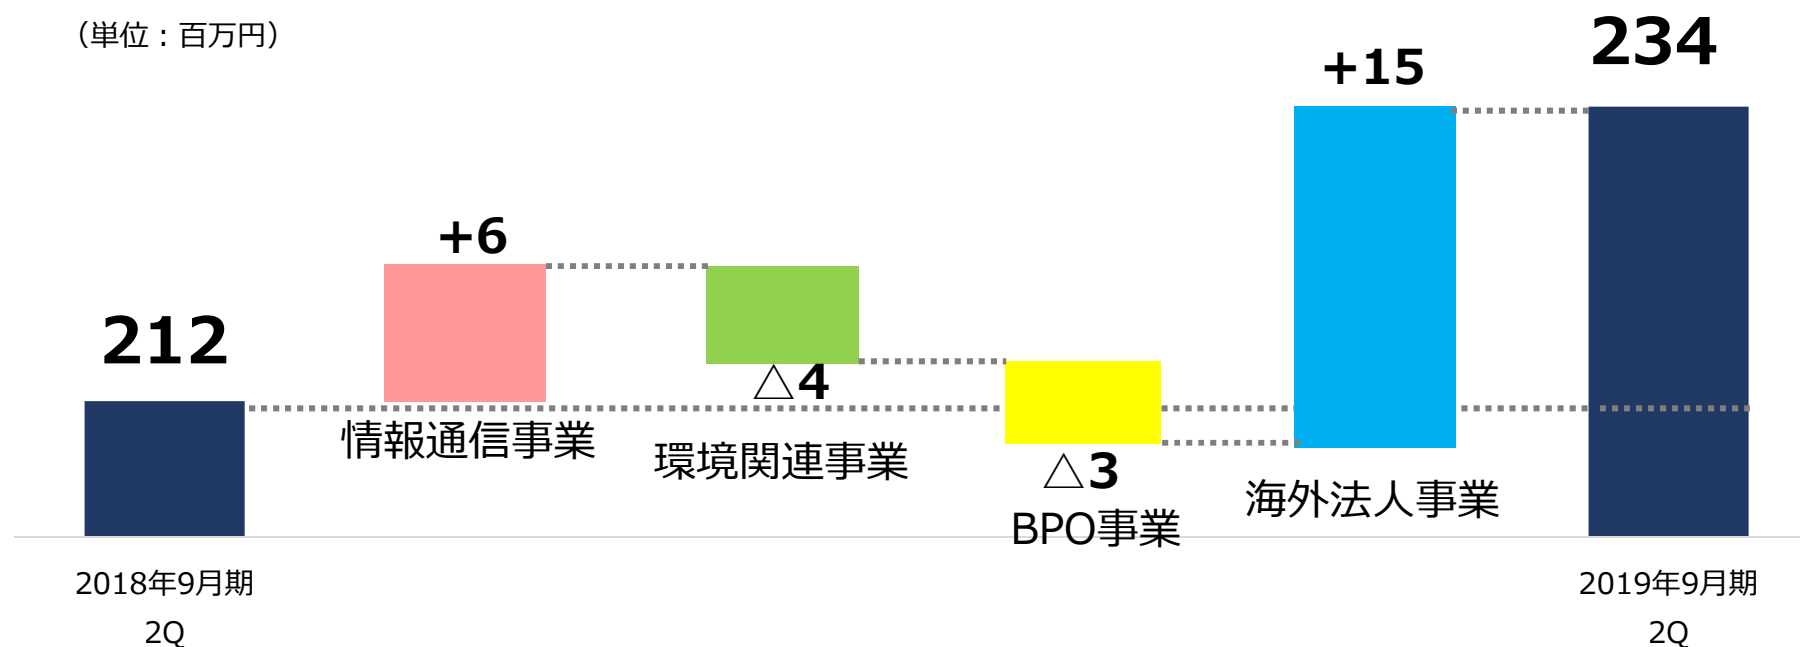 （単位：百万円）
234
+15
+6
212
△4
情報通信事業
環境関連事業
△3
海外法人事業
BPO事業
2018年9月期
2Q
2019年9月期
2Q